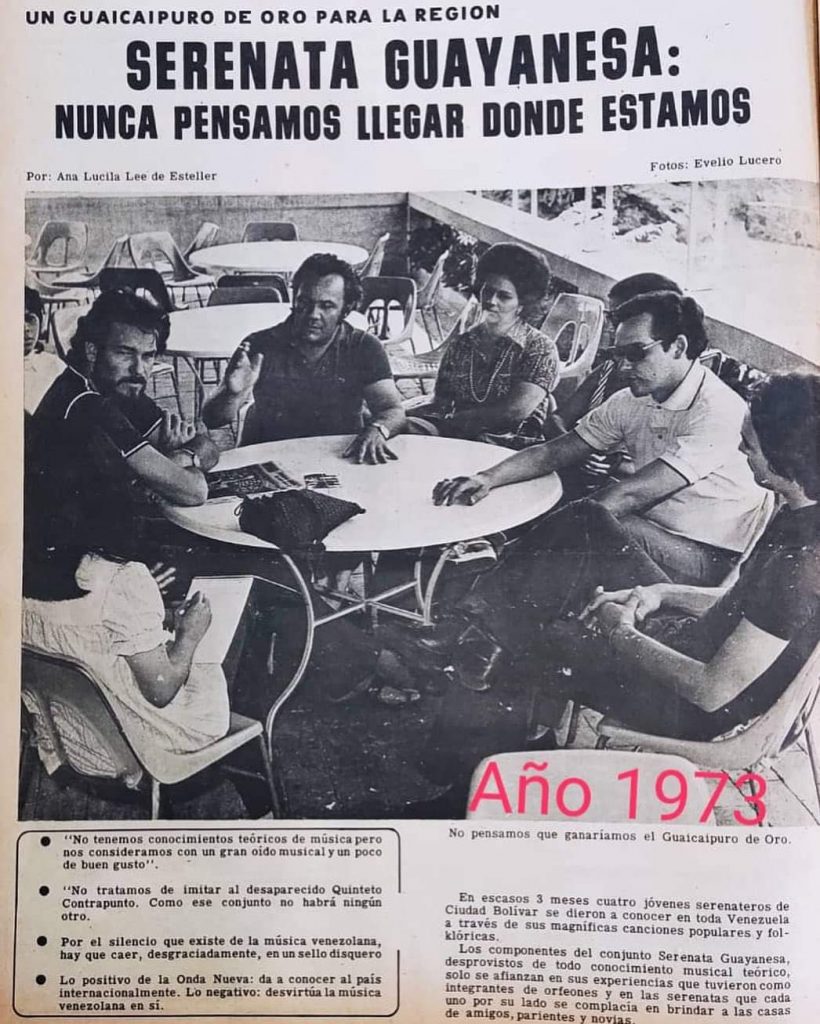 UN GUAICAIPURO DE ORO PARA LA REGION
SERENATA GUAYANESA:
NUNCA PENSAMOS LLEGAR DONDE ESTAMOS
Por: Ana Lucila Lee de Esteller
Fotos: Evelio Lucero
Año 1973
● "No tenemos conocimientos teóricos de música pero
nos consideramos con un gran oído musical y un poco
de buen gusto".
● "No tratamos de imitar al desaparecido Quinteto
Contrapunto. Como ese conjunto no habrá ningún
otro.
● Por el silencio que existe de la música venezolana,
hay que caer, desgraciadamente, en un sello disquero
● Lo positivo de la Onda Nueva: da a conocer al país
internacionalmente. Lo negativo: desvirtúa la música
venezolana en sí.
No pensamos que ganaríamos el Guaicaipuro de Oro.
En escasos 3 meses cuatro jóvenes serenateros de
Ciudad Bolívar se dieron a conocer en toda Venezuela
a través de sus magníficas canciones populares y fol-
klóricas.
Los componentes del conjunto Serenata Guayanesa,
desprovistos de todo conocimiento musical teórico,
solo se afianzan en sus experiencias que tuvieron como
integrantes de orfeones y en las serenatas que cada
uno por su lado se complacía en brindar a las casas
de amigos, parientes y novias.